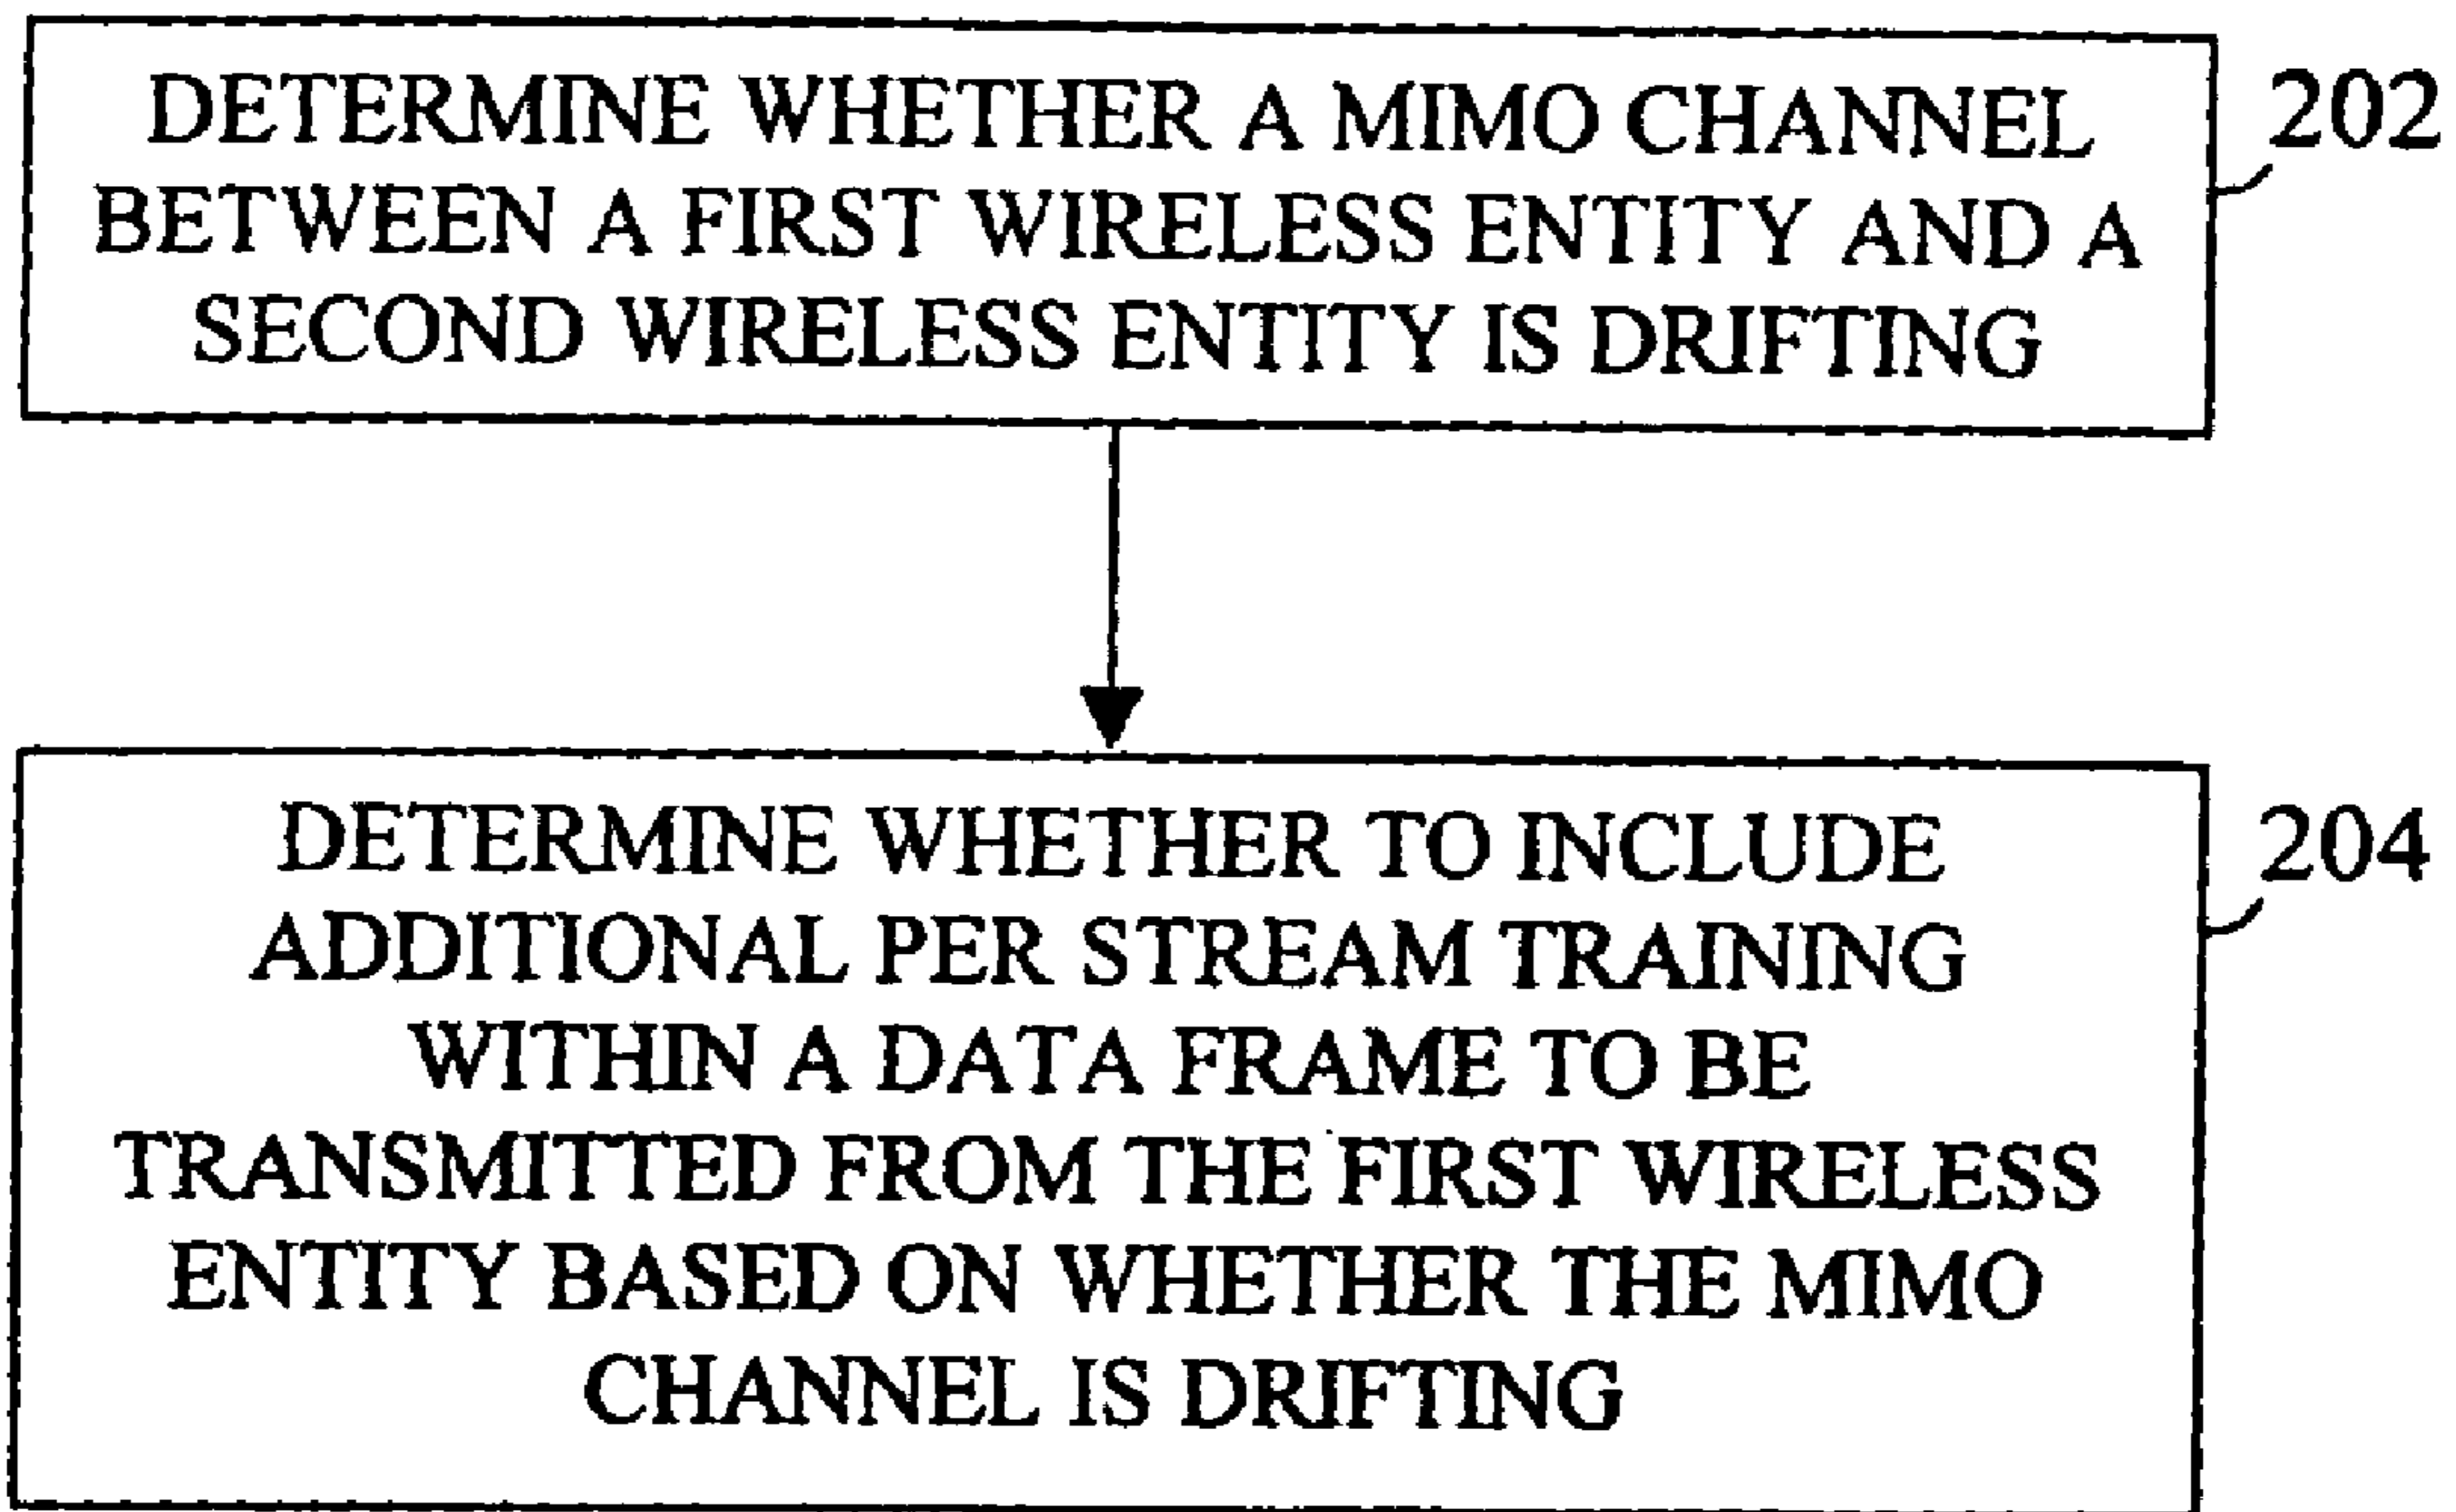 DETERMINE WHETHER A MIMO CHANNEL
BETWEEN A FIRST WIRELESS ENTITY AND A
SECOND WIRELESS ENTITY IS DRIFTING
202
DETERMINE WHETHER TO INCLUDE
ADDITIONAL PER STREAM TRAINING
WITHIN A DATA FRAME TO BE
TRANSMITTED FROM THE FIRST WIRELESS
ENTITY BASED ON WHETHER THE MIMO
CHANNEL IS DRIFTING
204